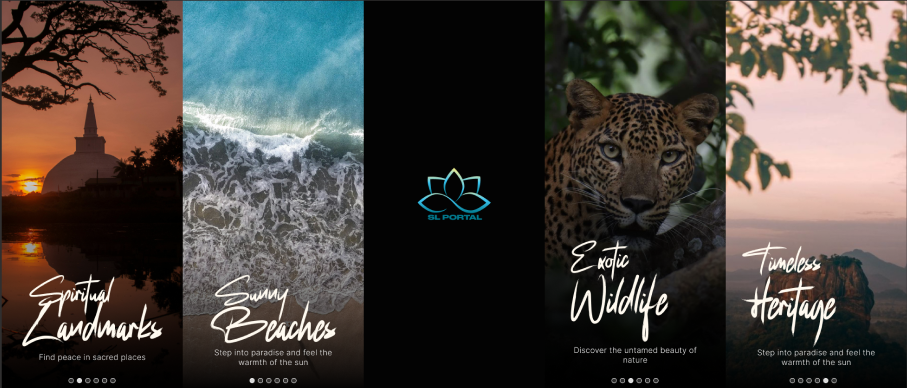 Spiritual
Landmarks
Find peace in sacred places
Sunny
Beaches
Step into paradise and feel the
warmth of the sun
SL PORTAL
Exotic
Wildlife
Discover the untamed beauty of
nature
Timeless
Heritage
Step into paradise and feel the
warmth of the sun